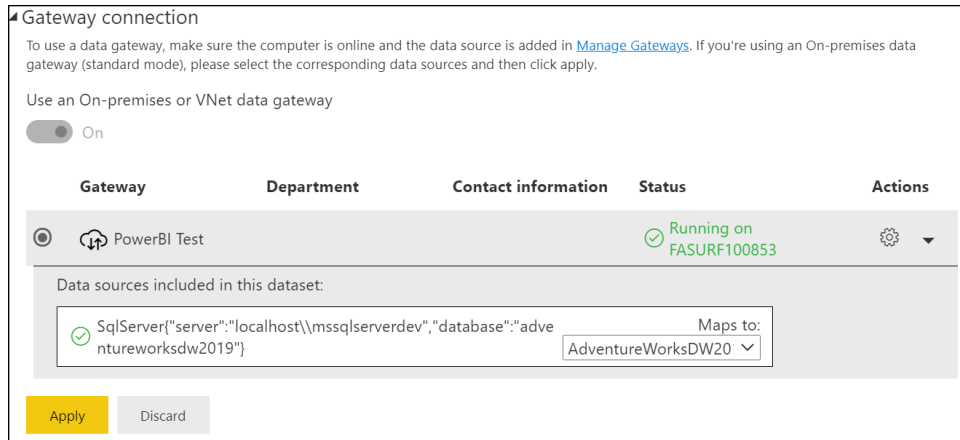 Gateway connection
To use a data gateway, make sure the computer is online and the data source is added in Manage Gateways. If you're using an On-premises data
gateway (standard mode), please select the corresponding data sources and then click apply.
Use an On-premises or VNet data gateway
On
Gateway Department Contact information Status Actions
PowerBI Test
Running on
FASURF100853
Data sources included in this dataset:
SqlServer{"server":"localhost\\mssqlserverdev","database":"adve
ntureworksdw2019"}
Maps to:
AdventureWorksDW20
Apply Discard